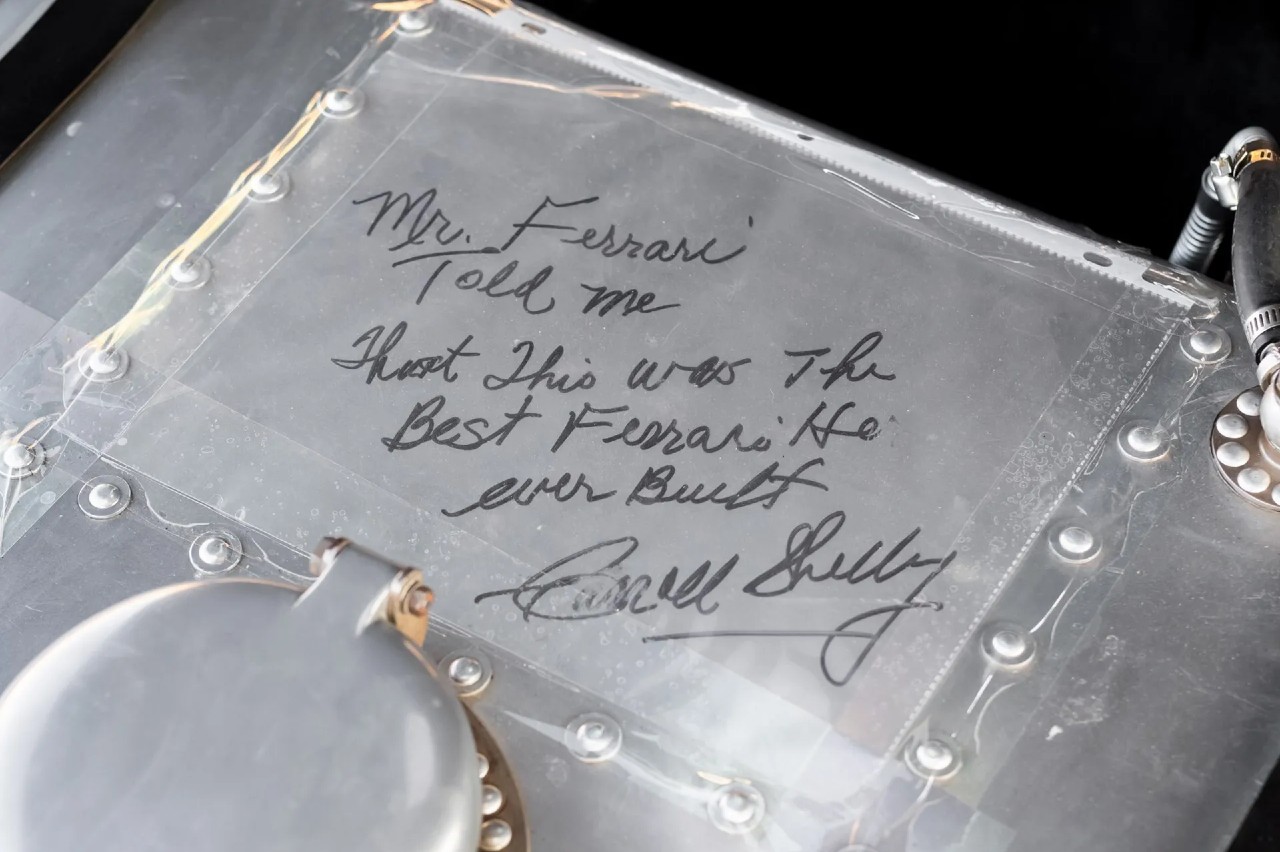 Mr. Ferrari
Told me
That This was The
Best Ferrari He
ever Built
Carroll Shelby